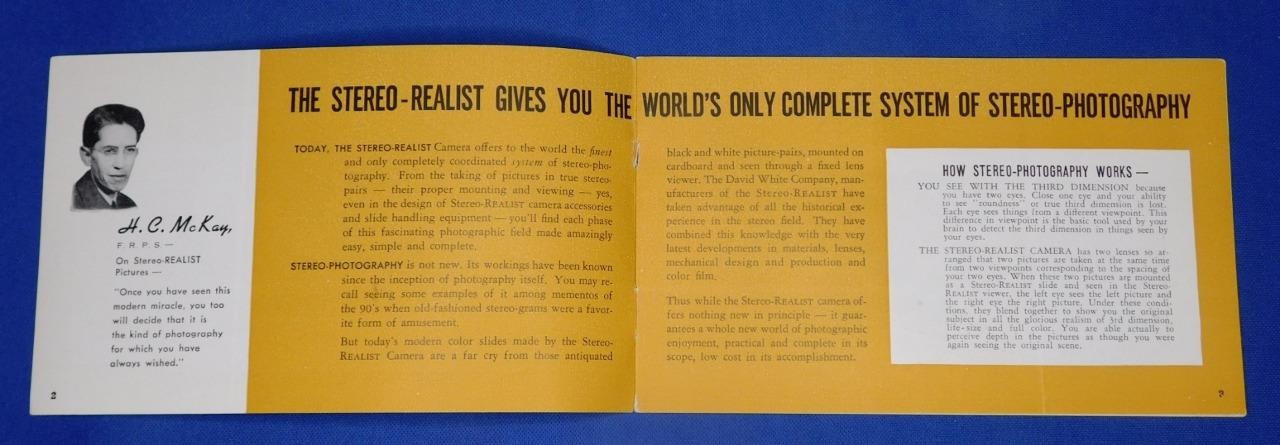 H. C. McKay,
F. R. P. S. —
On Stereo-REALIST
Pictures —
"Once you have seen this
modern miracle, you too
will decide that it is
the kind of photography
for which you have
always wished."
2
THE STEREO-REALIST GIVES YOU THE WORLD'S ONLY COMPLETE SYSTEM OF STEREO-PHOTOGRAPHY
TODAY, THE STEREO-REALIST Camera offers to the world the finest
and only completely coordinated system of stereo-pho-
tography. From the taking of pictures in true stereo-
pairs — their proper mounting and viewing — yes,
even in the design of Stereo-REALIST camera accessories
and slide handling equipment — you'll find each phase
of this fascinating photographic field made amazingly
easy, simple and complete.
STEREO-PHOTOGRAPHY is not new. Its workings have been known
since the inception of photography itself. You may re-
call seeing some examples of it among mementos of
the 90's when old-fashioned stereo-grams were a favor-
ite form of amusement.
But today's modern color slides made by the Stereo-
REALIST Camera are a far cry from those antiquated
black and white picture-pairs, mounted on
cardboard and seen through a fixed lens
viewer. The David White Company, man-
ufacturers of the Stereo-REALIST have
taken advantage of all the historical ex-
perience in the stereo field. They have
combined this knowledge with the very
latest developments in materials, lenses,
mechanical design and production and
color film.
Thus while the Stereo-REALIST camera of-
fers nothing new in principle — it guar-
antees a whole new world of photographic
enjoyment, practical and complete in its
scope, low cost in its accomplishment.
HOW STEREO-PHOTOGRAPHY WORKS —
YOU SEE WITH THE THIRD DIMENSION because
you have two eyes. Close one eye and your ability
to see "roundness" or true third dimension is lost.
Each eye sees things from a different viewpoint. This
difference in viewpoint is the basic tool used by your
brain to detect the third dimension in things seen by
your eyes.
THE STEREO-REALIST CAMERA has two lenses so ar-
ranged that two pictures are taken at the same time
from two viewpoints corresponding to the spacing of
your two eyes. When these two pictures are mounted
as a Stereo-REALIST slide and seen in the Stereo-
REALIST viewer, the left eye sees the left picture and
the right eye the right picture. Under these condi-
tions, they blend together to show you the original
subject in all the glorious realism of 3rd dimension,
life-size and full color. You are able actually to
perceive depth in the pictures as though you were
again seeing the original scene.
3